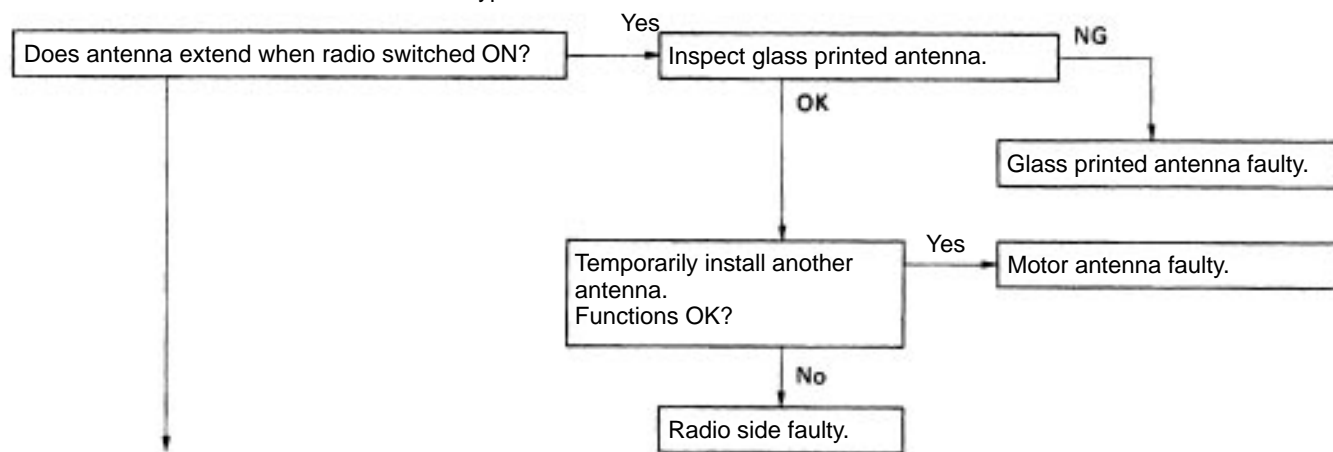 Yes
Does antenna extend when radio switched ON?
Inspect glass printed antenna.
NG
OK
Glass printed antenna faulty.
Temporarily install another
antenna.
Functions OK?
Yes
Motor antenna faulty.
No
Radio side faulty.